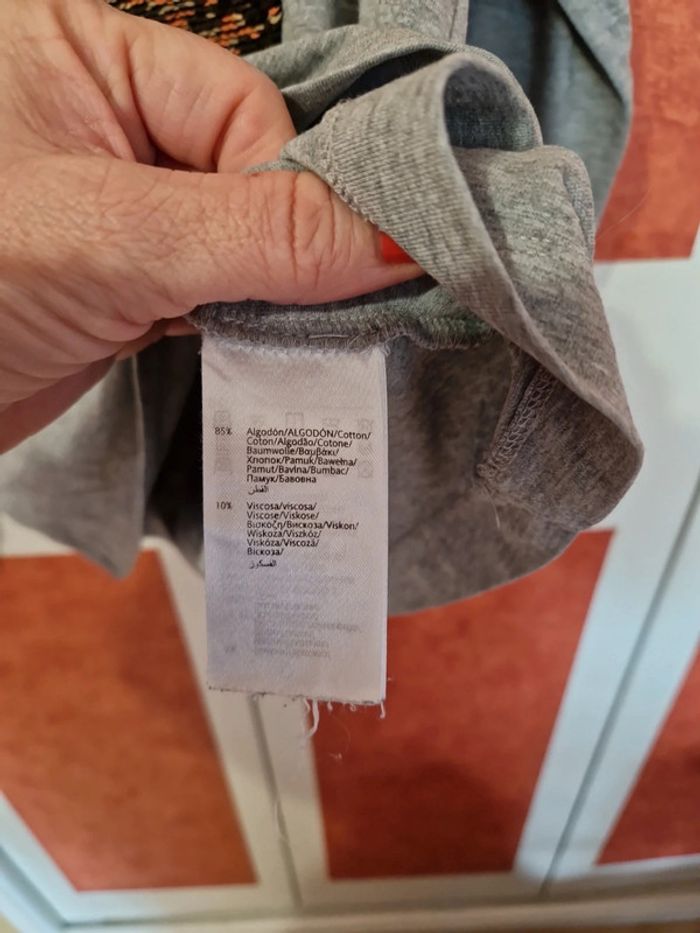 85% Algodón/ALGODÓN/Cotton/
Coton/Algodão/Cotone/
Baumwolle/Βαμβάκι/
Хлопок/Pamuk/Bawełna/
Pamut/Bavlna/Bumbac/
Памук/Бавовна
القطن
10% Viscosa/viscosa/
Viscose/Viskose/
Βισκόζη/Вискоза/Viskon/
Wiskoza/Viszkóz/
Viskóza/Viscoză/
Віскоза/
الفسكوز